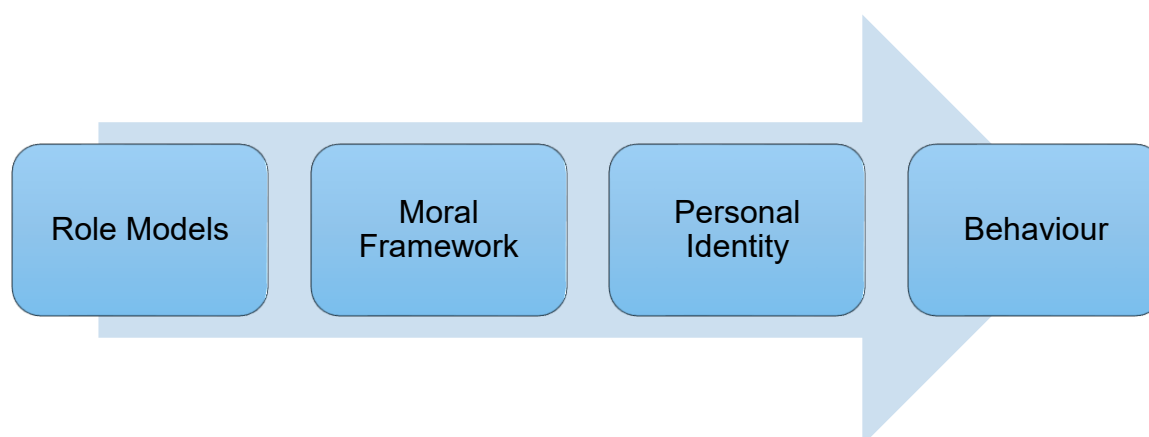 Role Models
Moral
Framework
Personal
Identity
Behaviour